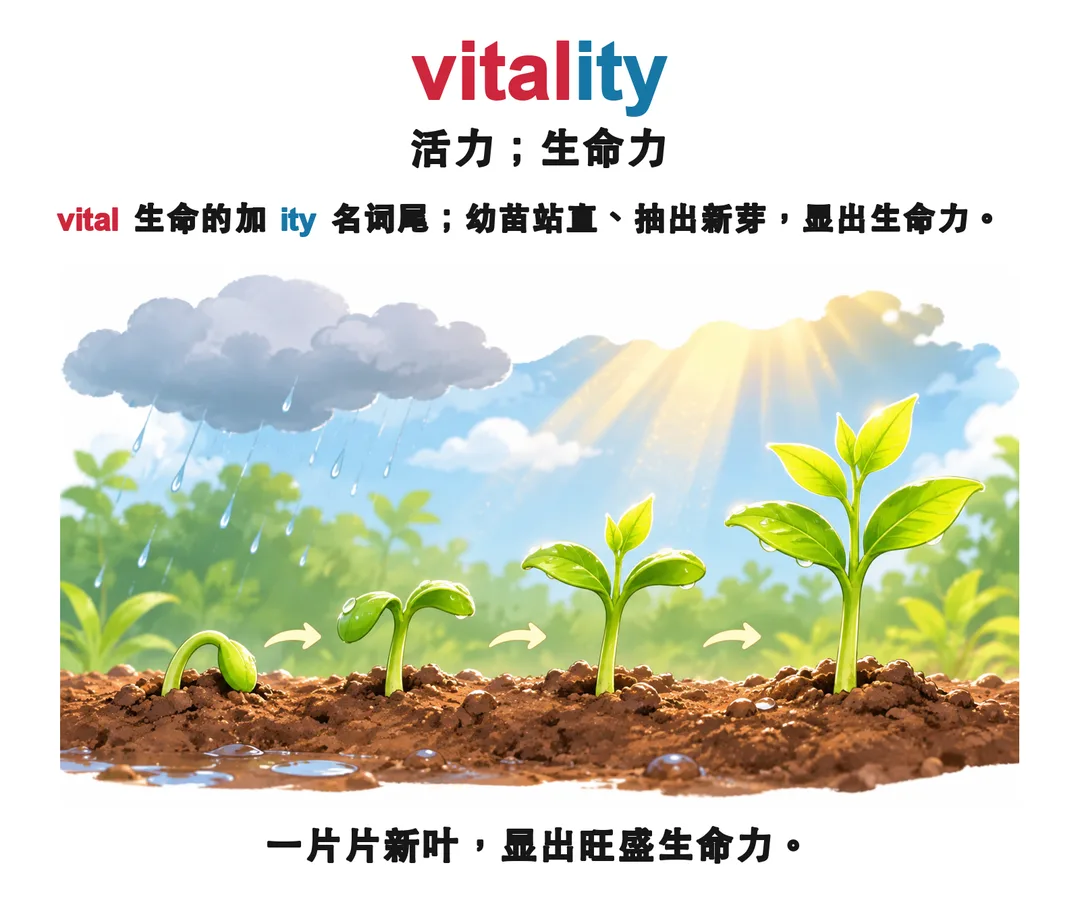 vitality
活力；生命力
vital 生命的加 ity 名词尾；幼苗站直、抽出新芽，显出生命力。
一片片新叶，显出旺盛生命力。